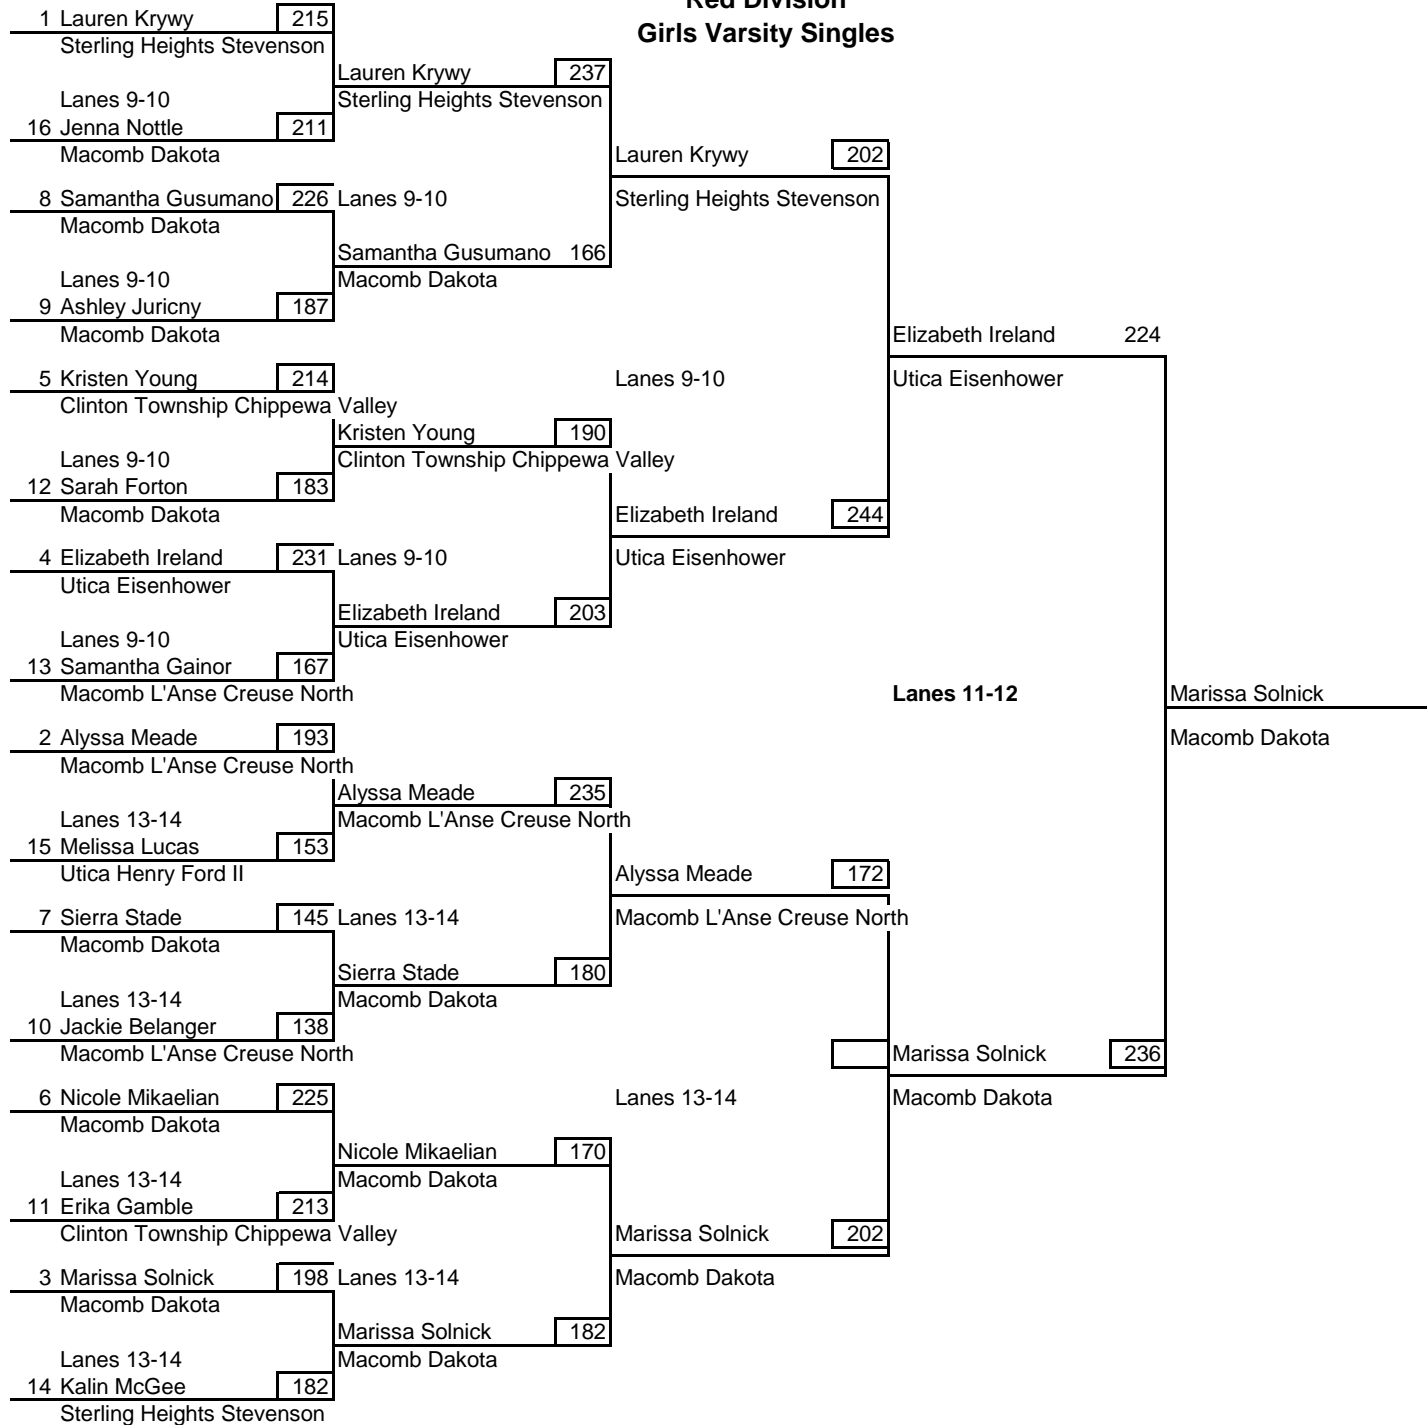 Red Division
Girls Varsity Singles
1 Lauren Krywy 215
Sterling Heights Stevenson
Lauren Krywy 237
Lanes 9-10 Sterling Heights Stevenson
16 Jenna Nottle 211
Macomb Dakota Lauren Krywy 202
8 Samantha Gusumano 226 Lanes 9-10 Sterling Heights Stevenson
Macomb Dakota
Samantha Gusumano 166
Lanes 9-10 Macomb Dakota
9 Ashley Juricny 187
Macomb Dakota Elizabeth Ireland 224
5 Kristen Young 214 Lanes 9-10 Utica Eisenhower
Clinton Township Chippewa Valley
Kristen Young 190
Lanes 9-10 Clinton Township Chippewa Valley
12 Sarah Forton 183
Macomb Dakota Elizabeth Ireland 244
4 Elizabeth Ireland 231 Lanes 9-10 Utica Eisenhower
Utica Eisenhower
Elizabeth Ireland 203
Lanes 9-10 Utica Eisenhower
13 Samantha Gainor 167
Macomb L'Anse Creuse North Lanes 11-12 Marissa Solnick
2 Alyssa Meade 193 Macomb Dakota
Macomb L'Anse Creuse North
Alyssa Meade 235
Lanes 13-14 Macomb L'Anse Creuse North
15 Melissa Lucas 153
Utica Henry Ford II Alyssa Meade 172
7 Sierra Stade 145 Lanes 13-14 Macomb L'Anse Creuse North
Macomb Dakota
Sierra Stade 180
Lanes 13-14 Macomb Dakota
10 Jackie Belanger 138
Macomb L'Anse Creuse North Marissa Solnick 236
6 Nicole Mikaelian 225 Lanes 13-14 Macomb Dakota
Macomb Dakota
Nicole Mikaelian 170
Lanes 13-14 Macomb Dakota
11 Erika Gamble 213
Clinton Township Chippewa Valley Marissa Solnick 202
3 Marissa Solnick 198 Lanes 13-14 Macomb Dakota
Macomb Dakota
Marissa Solnick 182
Lanes 13-14 Macomb Dakota
14 Kalin McGee 182
Sterling Heights Stevenson